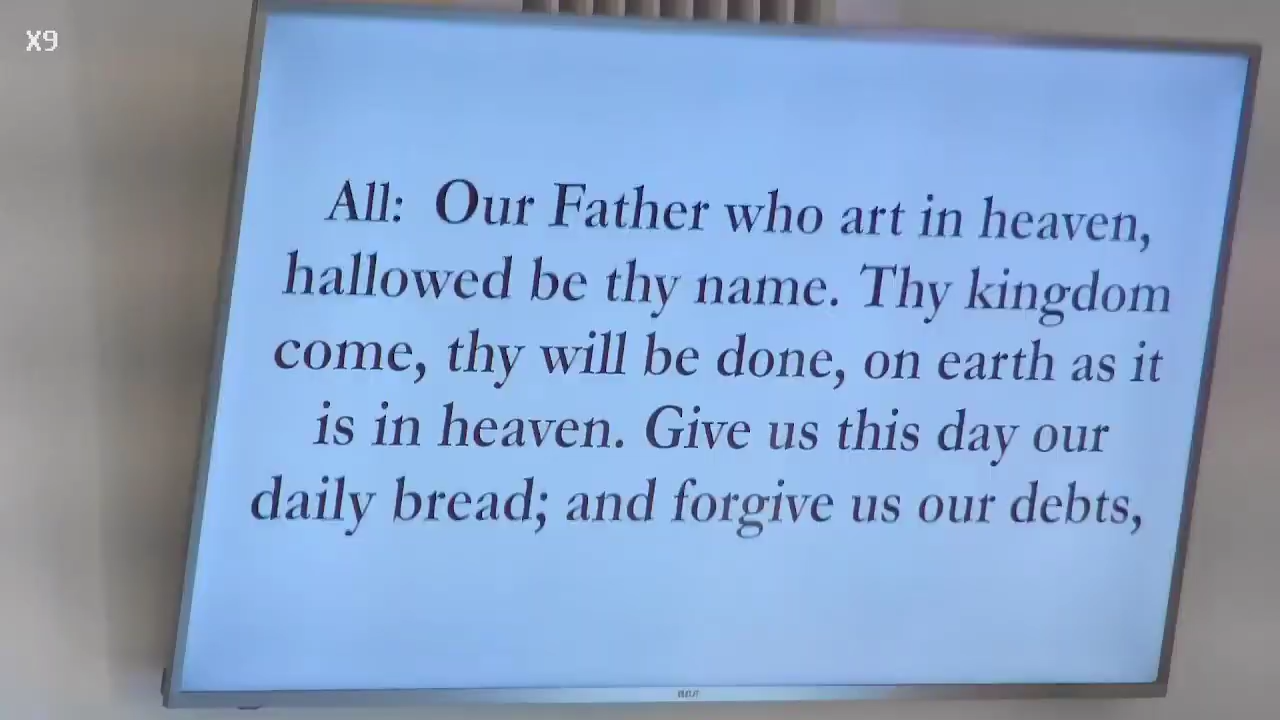 X9
All: Our Father who art in heaven,
hallowed be thy name. Thy kingdom
come, thy will be done, on earth as it
is in heaven. Give us this day our
daily bread; and forgive us our debts,